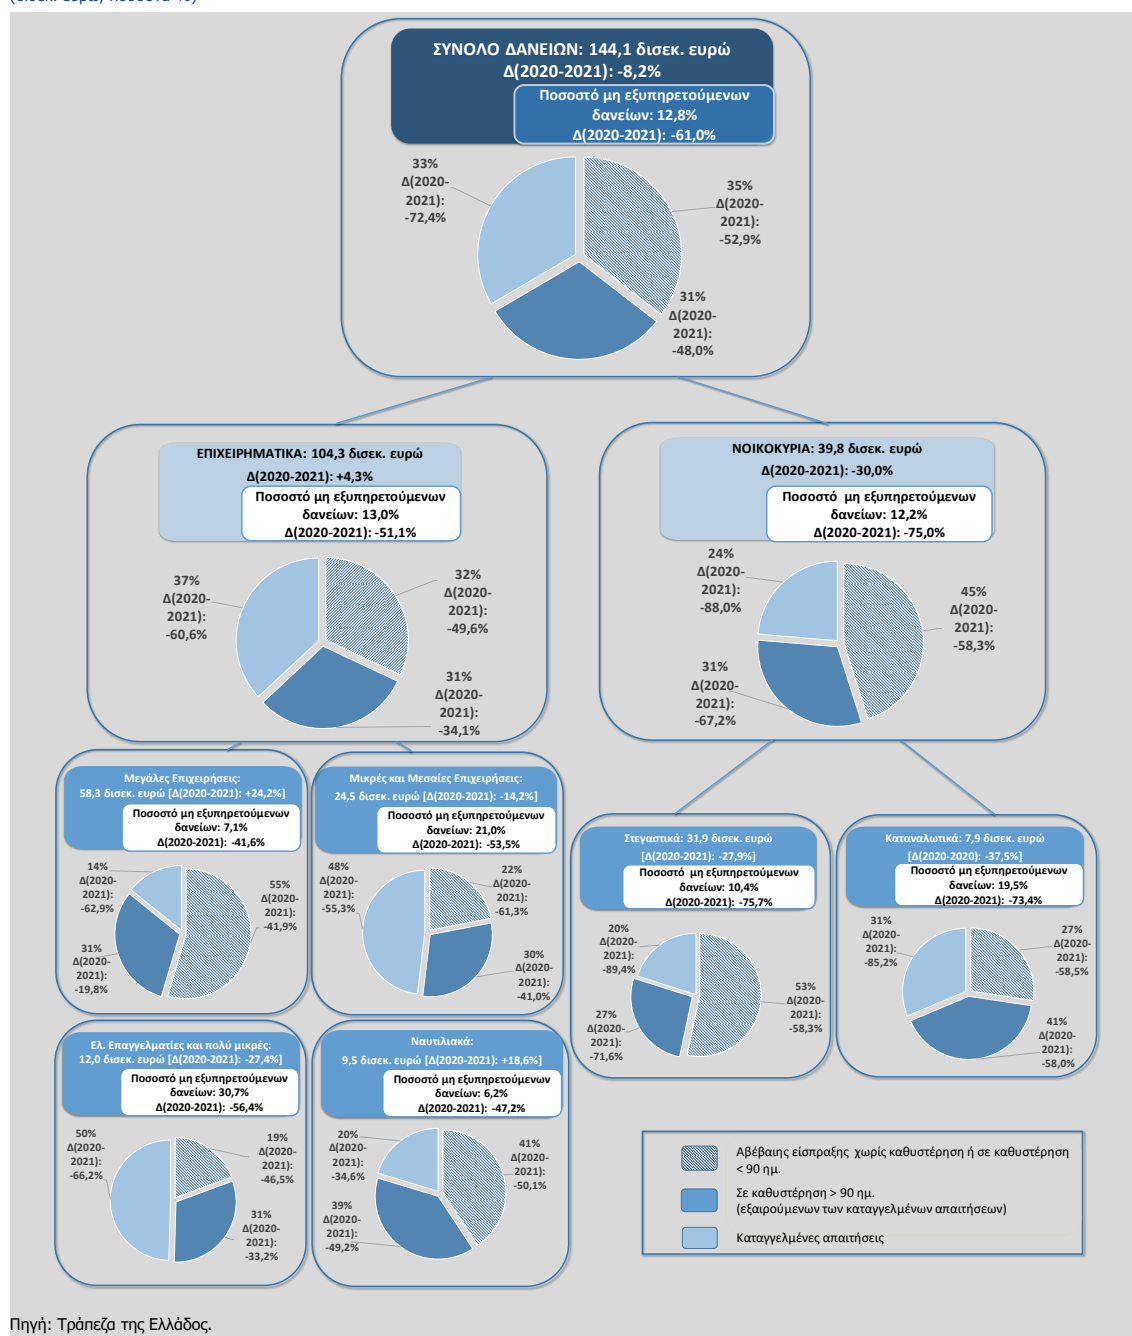 ΣΥΝΟΛΟ ΔΑΝΕΙΩΝ: 144,1 δισεκ. ευρώ
Δ(2020-2021): -8,2%
Ποσοστό μη εξυπηρετούμενων
δανείων: 12,8%
Δ(2020-2021): -61,0%
33%
Δ(2020-
2021):
-72,4%
35%
Δ(2020-
2021):
-52,9%
31%
Δ(2020-
2021):
-48,0%
ΕΠΙΧΕΙΡΗΜΑΤΙΚΑ: 104,3 δισεκ. ευρώ
Δ(2020-2021): +4,3%
Ποσοστό μη εξυπηρετούμενων
δανείων: 13,0%
Δ(2020-2021): -51,1%
37%
Δ(2020-
2021):
-60,6%
32%
Δ(2020-
2021):
-49,6%
31%
Δ(2020-
2021):
-34,1%
ΝΟΙΚΟΚΥΡΙΑ: 39,8 δισεκ. ευρώ
Δ(2020-2021): -30,0%
Ποσοστό μη εξυπηρετούμενων
δανείων: 12,2%
Δ(2020-2021): -75,0%
24%
Δ(2020-
2021):
-88,0%
45%
Δ(2020-
2021):
-58,3%
31%
Δ(2020-
2021):
-67,2%
Μεγάλες Επιχειρήσεις:
58,3 δισεκ. ευρώ [Δ(2020-2021): +24,2%]
Ποσοστό μη εξυπηρετούμενων
δανείων: 7,1%
Δ(2020-2021): -41,6%
14%
Δ(2020-
2021):
-62,9%
55%
Δ(2020-
2021):
-41,9%
31%
Δ(2020-
2021):
-19,8%
Μικρές και Μεσαίες Επιχειρήσεις:
24,5 δισεκ. ευρώ [Δ(2020-2021): -14,2%]
Ποσοστό μη εξυπηρετούμενων
δανείων: 21,0%
Δ(2020-2021): -53,5%
48%
Δ(2020-
2021):
-55,3%
22%
Δ(2020-
2021):
-61,3%
30%
Δ(2020-
2021):
-41,0%
Στεγαστικά: 31,9 δισεκ. ευρώ
[Δ(2020-2021): -27,9%]
Ποσοστό μη εξυπηρετούμενων
δανείων: 10,4%
Δ(2020-2021): -75,7%
20%
Δ(2020-
2021):
-89,4%
53%
Δ(2020-
2021):
-58,3%
27%
Δ(2020-
2021):
-71,6%
Καταναλωτικά: 7,9 δισεκ. ευρώ
[Δ(2020-2020): -37,5%]
Ποσοστό μη εξυπηρετούμενων
δανείων: 19,5%
Δ(2020-2021): -73,4%
31%
Δ(2020-
2021):
-85,2%
27%
Δ(2020-
2021):
-58,5%
41%
Δ(2020-
2021):
-58,0%
Ελ. Επαγγελματίες και πολύ μικρές:
12,0 δισεκ. ευρώ [Δ(2020-2021): -27,4%]
Ποσοστό μη εξυπηρετούμενων
δανείων: 30,7%
Δ(2020-2021): -56,4%
50%
Δ(2020-
2021):
-66,2%
19%
Δ(2020-
2021):
-46,5%
31%
Δ(2020-
2021):
-33,2%
Ναυτιλιακά:
9,5 δισεκ. ευρώ [Δ(2020-2021): +18,6%]
Ποσοστό μη εξυπηρετούμενων
δανείων: 6,2%
Δ(2020-2021): -47,2%
20%
Δ(2020-
2021):
-34,6%
41%
Δ(2020-
2021):
-50,1%
39%
Δ(2020-
2021):
-49,2%
Αβέβαιης είσπραξης χωρίς καθυστέρηση ή σε καθυστέρηση
< 90 ημ.
Σε καθυστέρηση > 90 ημ.
(εξαιρούμενων των καταγγελμένων απαιτήσεων)
Καταγγελμένες απαιτήσεις
Πηγή: Τράπεζα της Ελλάδος.